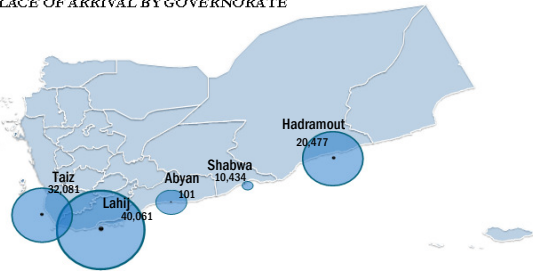 LACE OF ARRIVAL BY GOVERNORATE
Hadramout
20,477
Shabwa
10,434
Abyan
101
Taiz
32,081
Lahij
40,061